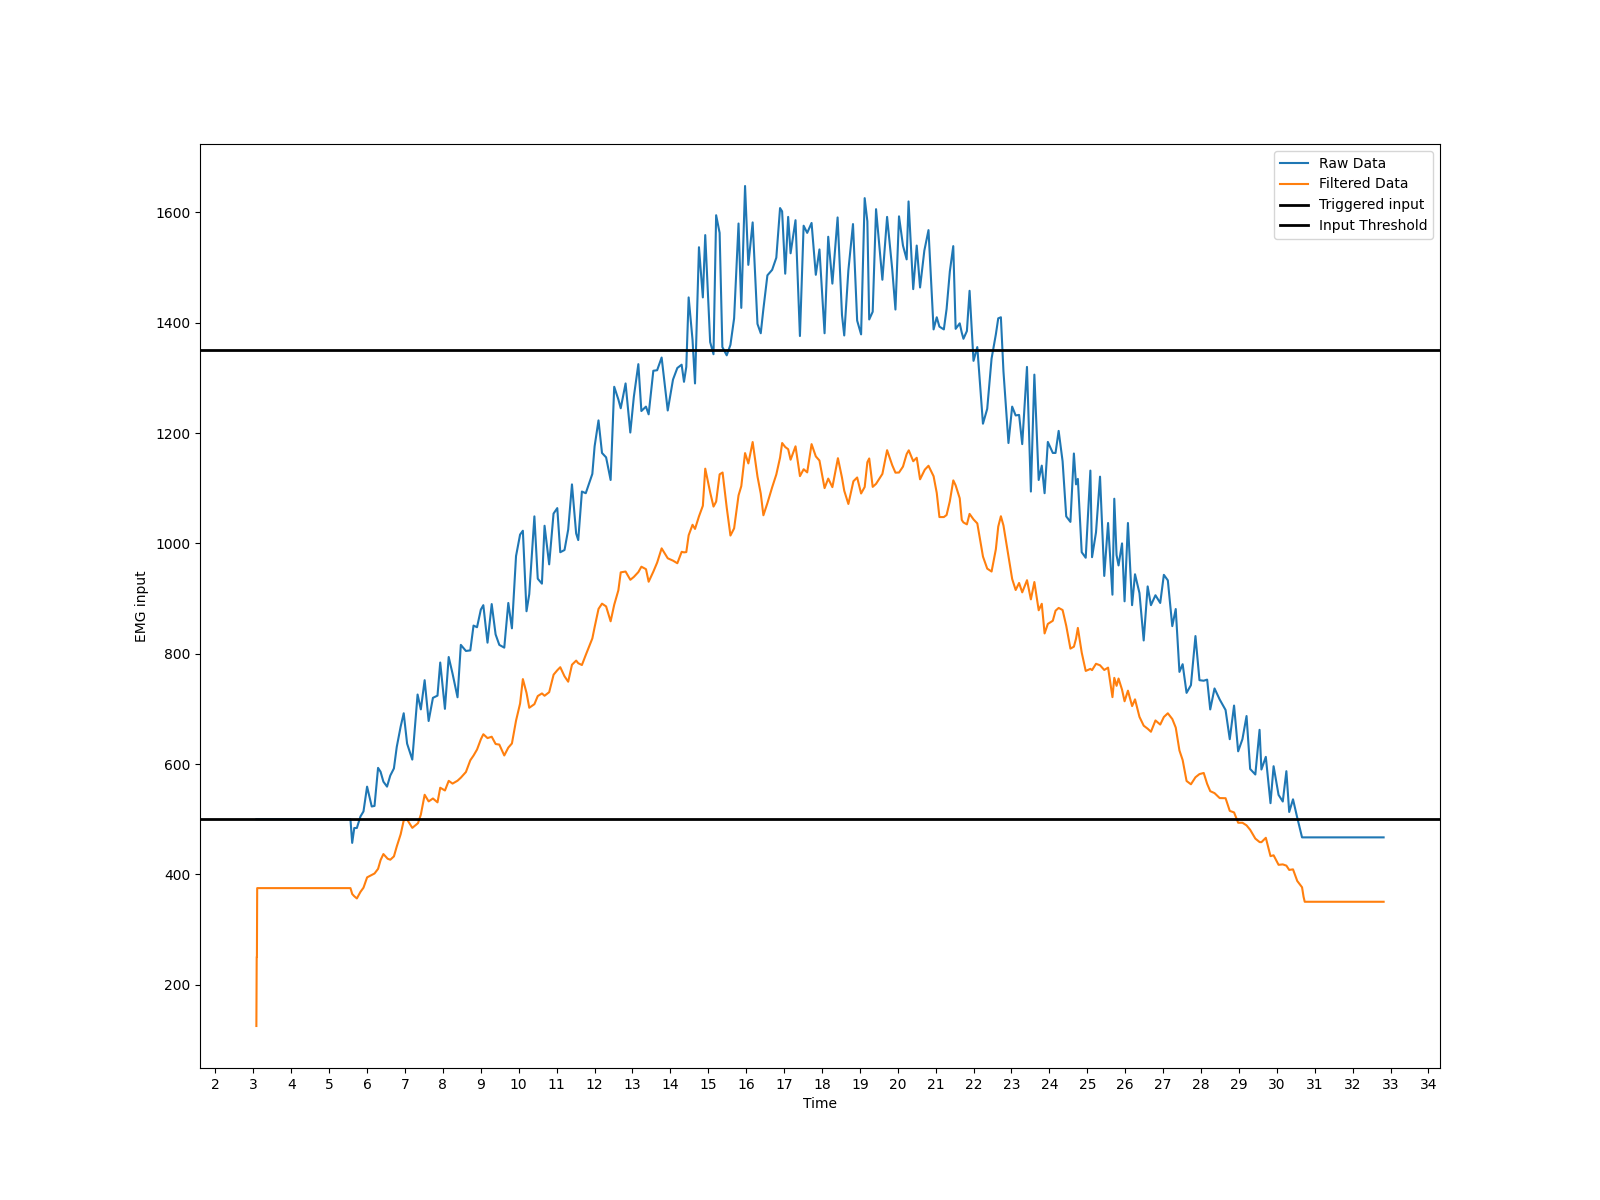 Raw Data
Filtered Data
Triggered input
Input Threshold
1600
1400
1200
1000
800
600
400
200
EMG input
2 3 4 5 6 7 8 9 10 11 12 13 14 15 16 17 18 19 20 21 22 23 24 25 26 27 28 29 30 31 32 33 34
Time